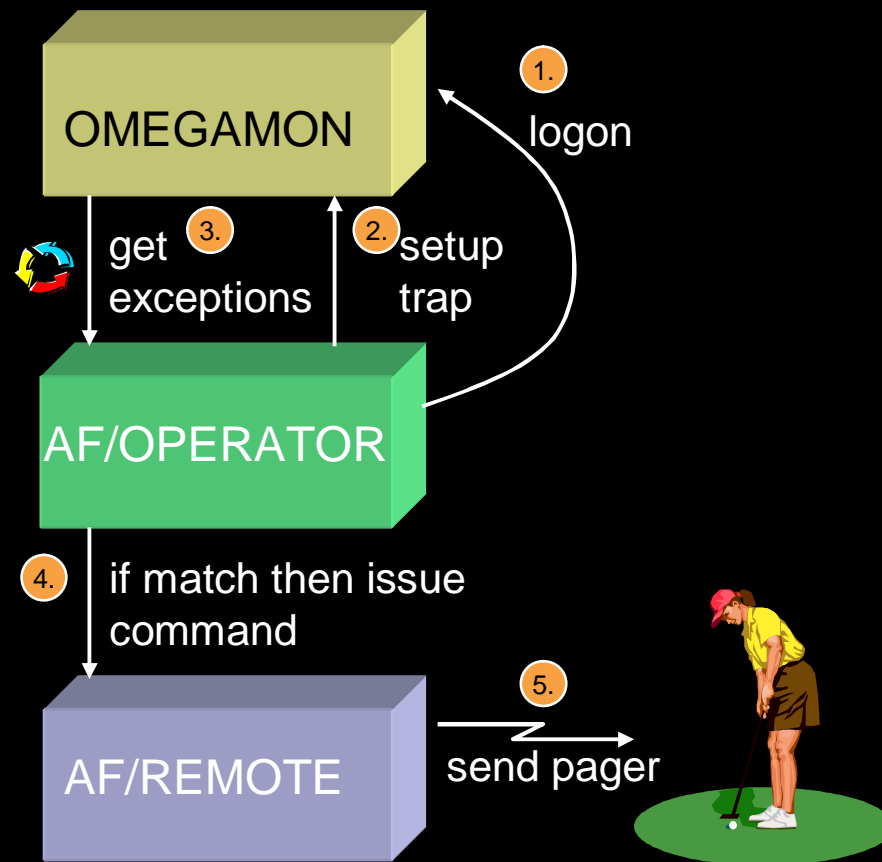 OMEGAMON
1.
logon
get
exceptions
3.
2.
setup
trap
AF/OPERATOR
4.
if match then issue
command
AF/REMOTE
5.
send pager